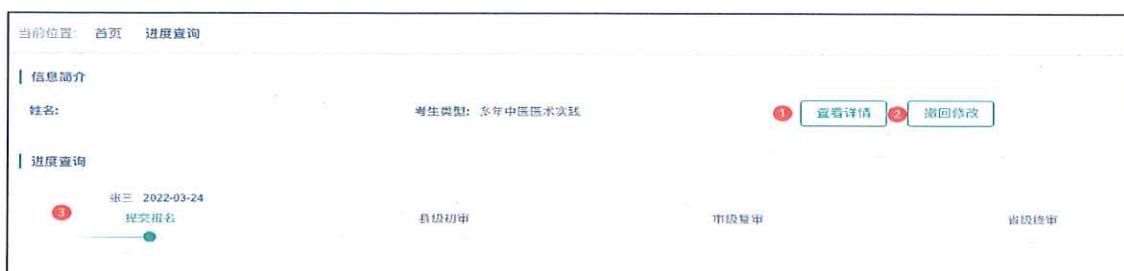 当前位置: 首页 进度查询
信息简介
姓名: 考生类型: 多年中医医术实践 1 查看详情 2 撤回修改
进度查询
张三 2022-03-24
3 提交报名 县级初审 市级复审 省级终审